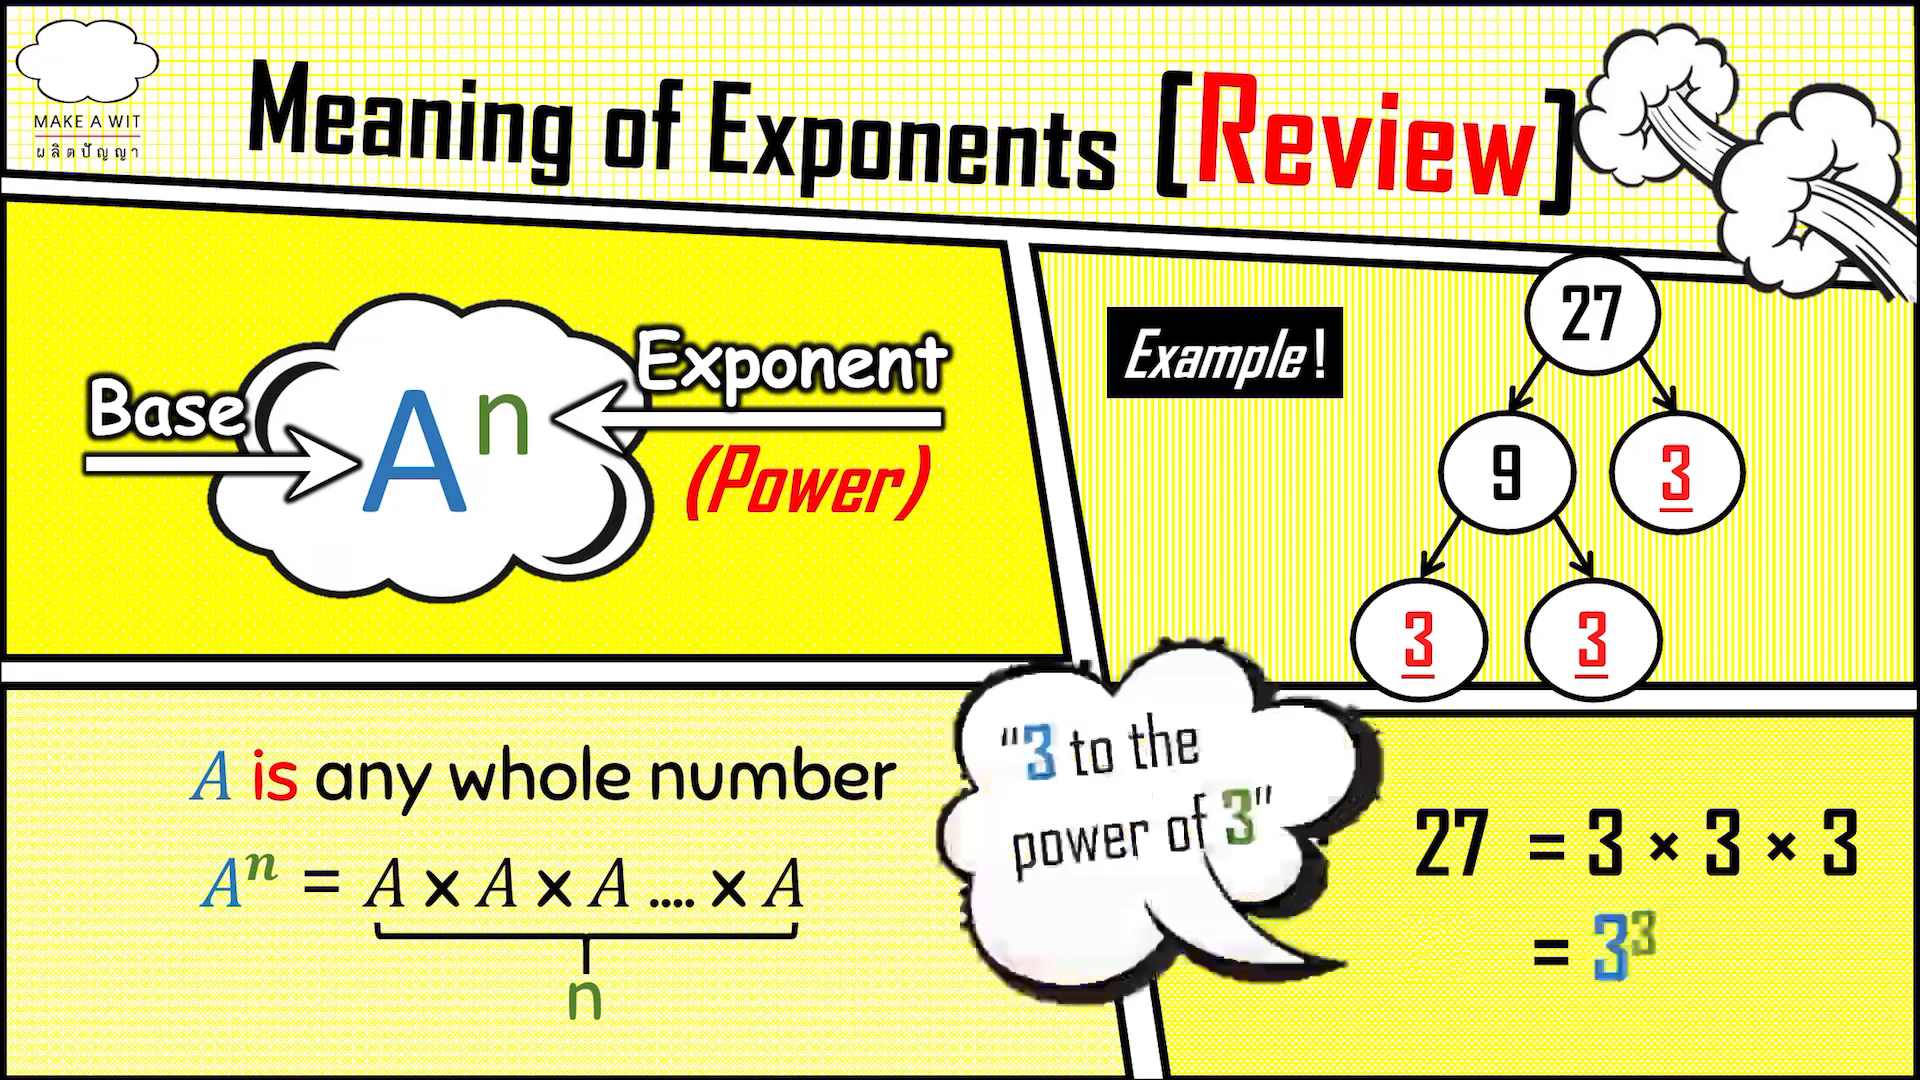 MAKE A WIT
ผลิตปัญญา
Meaning of Exponents [Review]
Base
Aⁿ
Exponent
(Power)
Example!
27
9
3
3
3
A is any whole number
Aⁿ = A × A × A .... × A
n
"3 to the
power of 3"
27 = 3 × 3 × 3
= 3³